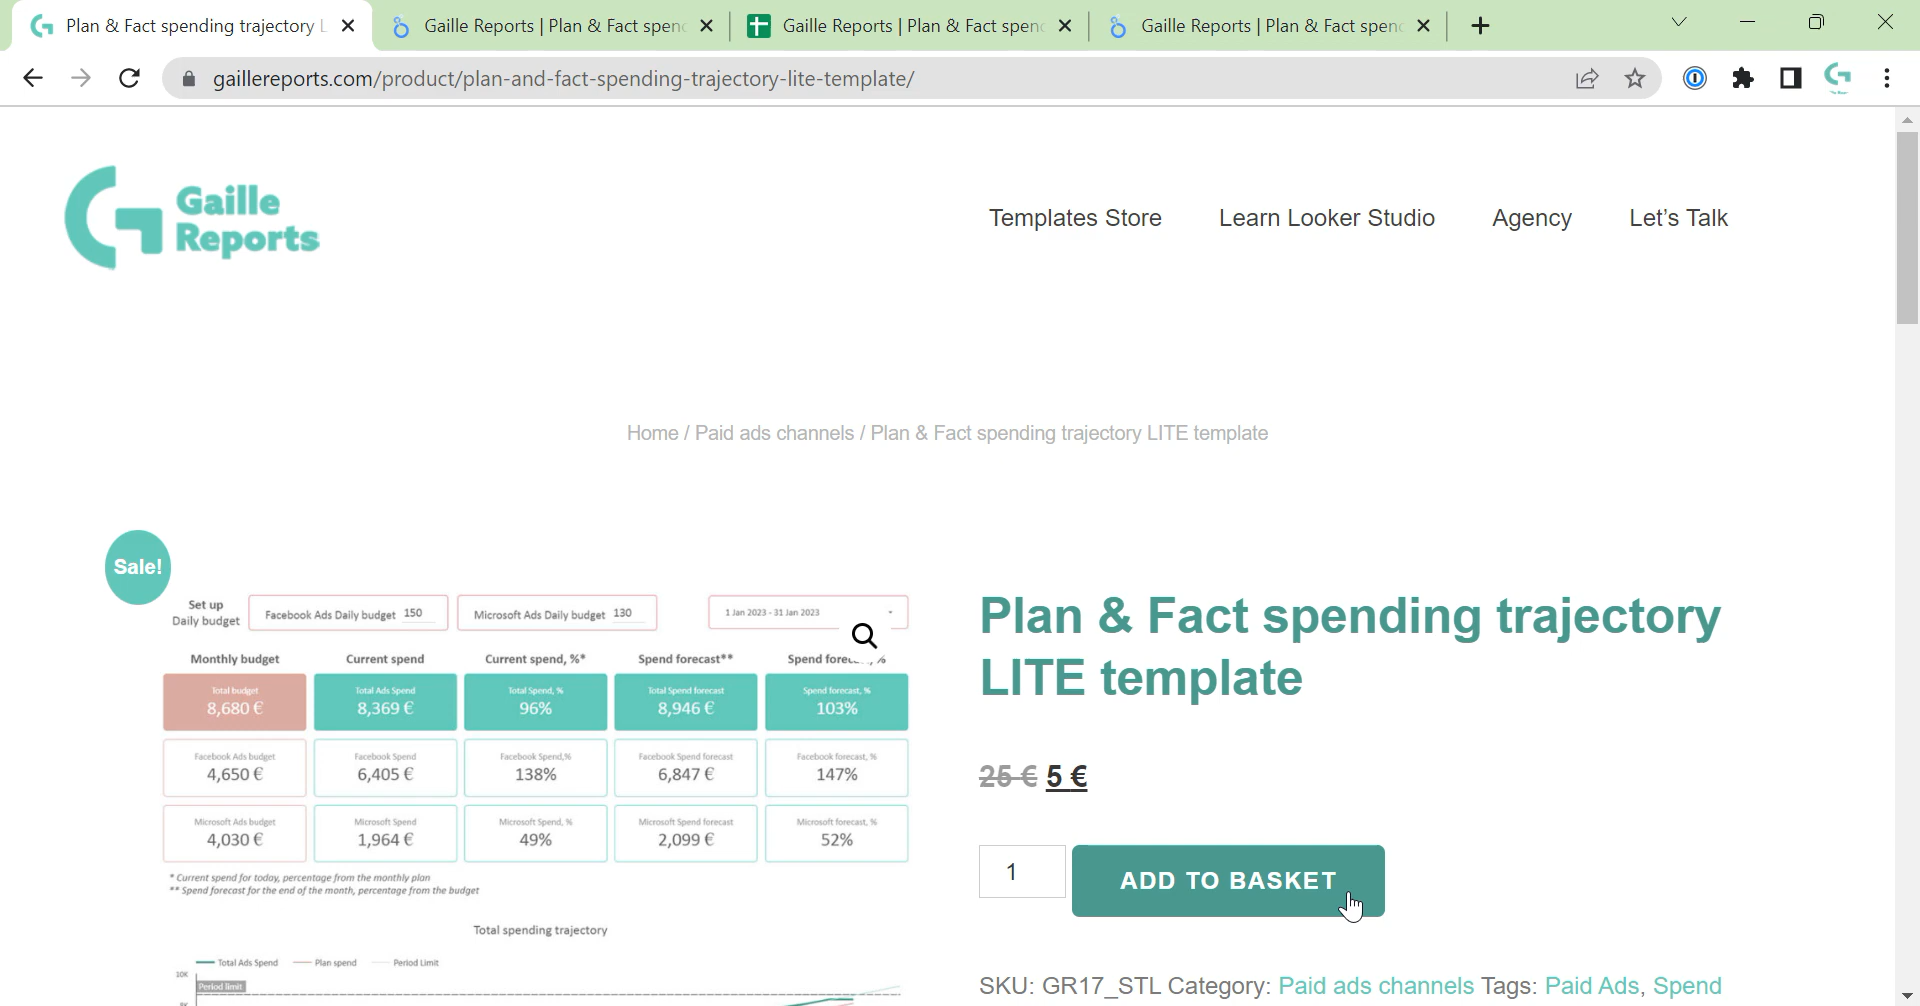 Plan & Fact spending trajectory L
Gaille Reports | Plan & Fact spen
Gaille Reports | Plan & Fact spen
Gaille Reports | Plan & Fact spen
gaillereports.com/product/plan-and-fact-spending-trajectory-lite-template/
Gaille
Reports
Templates Store
Learn Looker Studio
Agency
Let's Talk
Home / Paid ads channels / Plan & Fact spending trajectory LITE template
Sale!
Set up
Daily budget
Facebook Ads Daily budget 150
Microsoft Ads Daily budget 130
1 Jan 2023 - 31 Jan 2023
Monthly budget
Current spend
Current spend, %*
Spend forecast**
Spend forec... , %
Total budget
8,680 €
Total Ads Spend
8,369 €
Total Spend, %
96%
Total Spend forecast
8,946 €
Spend forecast, %
103%
Facebook Ads budget
4,650 €
Facebook Spend
6,405 €
Facebook Spend,%
138%
Facebook Spend forecast
6,847 €
Facebook forecast, %
147%
Microsoft Ads budget
4,030 €
Microsoft Spend
1,964 €
Microsoft Spend, %
49%
Microsoft Spend forecast
2,099 €
Microsoft forecast, %
52%
* Current spend for today, percentage from the monthly plan
** Spend forecast for the end of the month, percentage from the budget
Total spending trajectory
Total Ads Spend
Plan spend
Period Limit
10K
Period limit
Plan & Fact spending trajectory
LITE template
25 € 5 €
1
ADD TO BASKET
SKU: GR17_STL Category: Paid ads channels Tags: Paid Ads, Spend